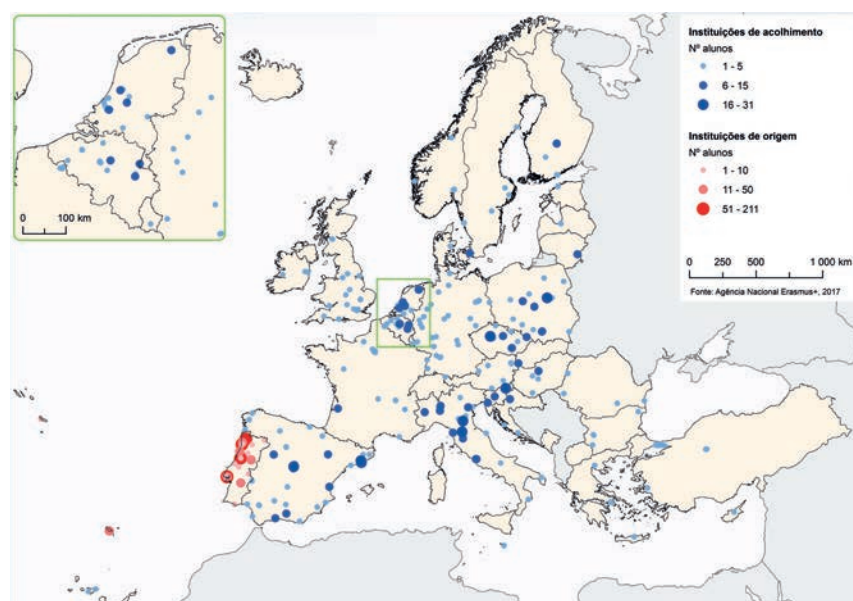 Instituições de acolhimento
Nº alunos
1 - 5
6 - 15
16 - 31
Instituições de origem
Nº alunos
1 - 10
11 - 50
51 - 211
0 250 500 1 000 km
Fonte: Agência Nacional Erasmus+, 2017
0 100 km